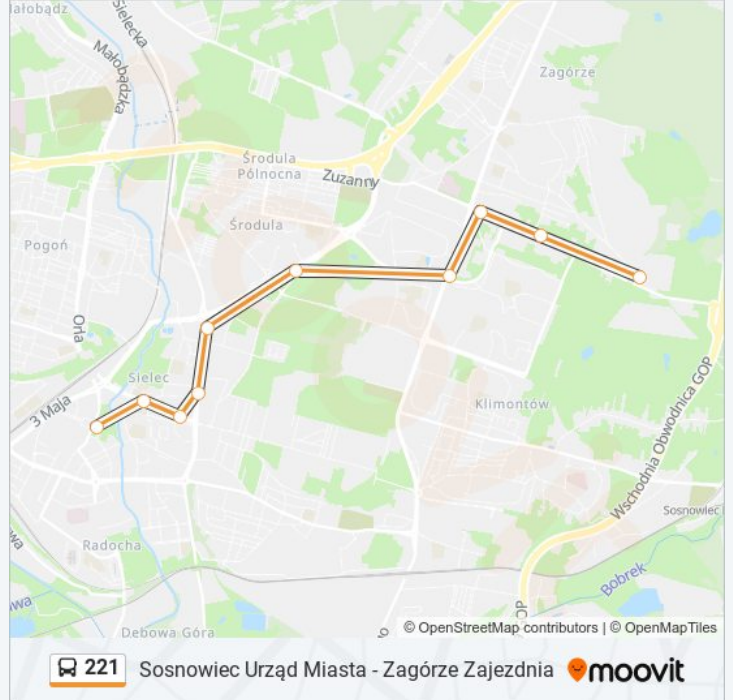 Sielecka
Małobądzka
Zagórze
Środula
Północna
Zuzanny
Środula
Pogoń
Orla
Sielec
3 Maja
Klimontów
Wschodnia Obwodnica GOP
Sosnowiec
Radocha
Bobrek
GOP
Dębowa Góra
© OpenStreetMap contributors | © OpenMapTiles
221 Sosnowiec Urząd Miasta - Zagórze Zajezdnia moovit